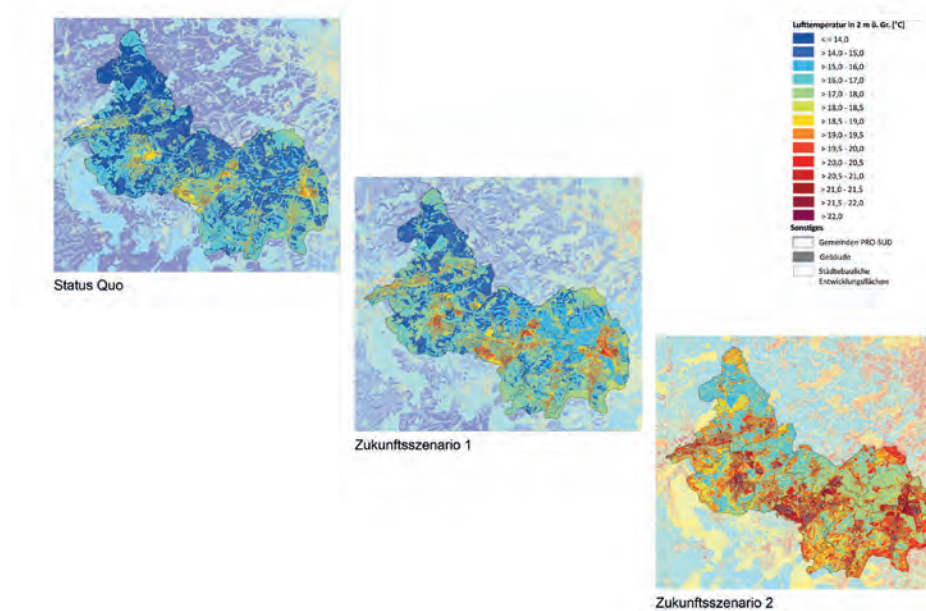 Lufttemperatur in 2 m ü. Gr. [°C]
<= 14,0
> 14,0 - 15,0
> 15,0 - 16,0
> 16,0 - 17,0
> 17,0 - 18,0
> 18,0 - 18,5
> 18,5 - 19,0
> 19,0 - 19,5
> 19,5 - 20,0
> 20,0 - 20,5
> 20,5 - 21,0
> 21,0 - 21,5
> 21,5 - 22,0
> 22,0
Sonstiges
Gemeinden PRO-SÜD
Gebäude
Städtebauliche
Entwicklungsflächen
Status Quo
Zukunftsszenario 1
Zukunftsszenario 2